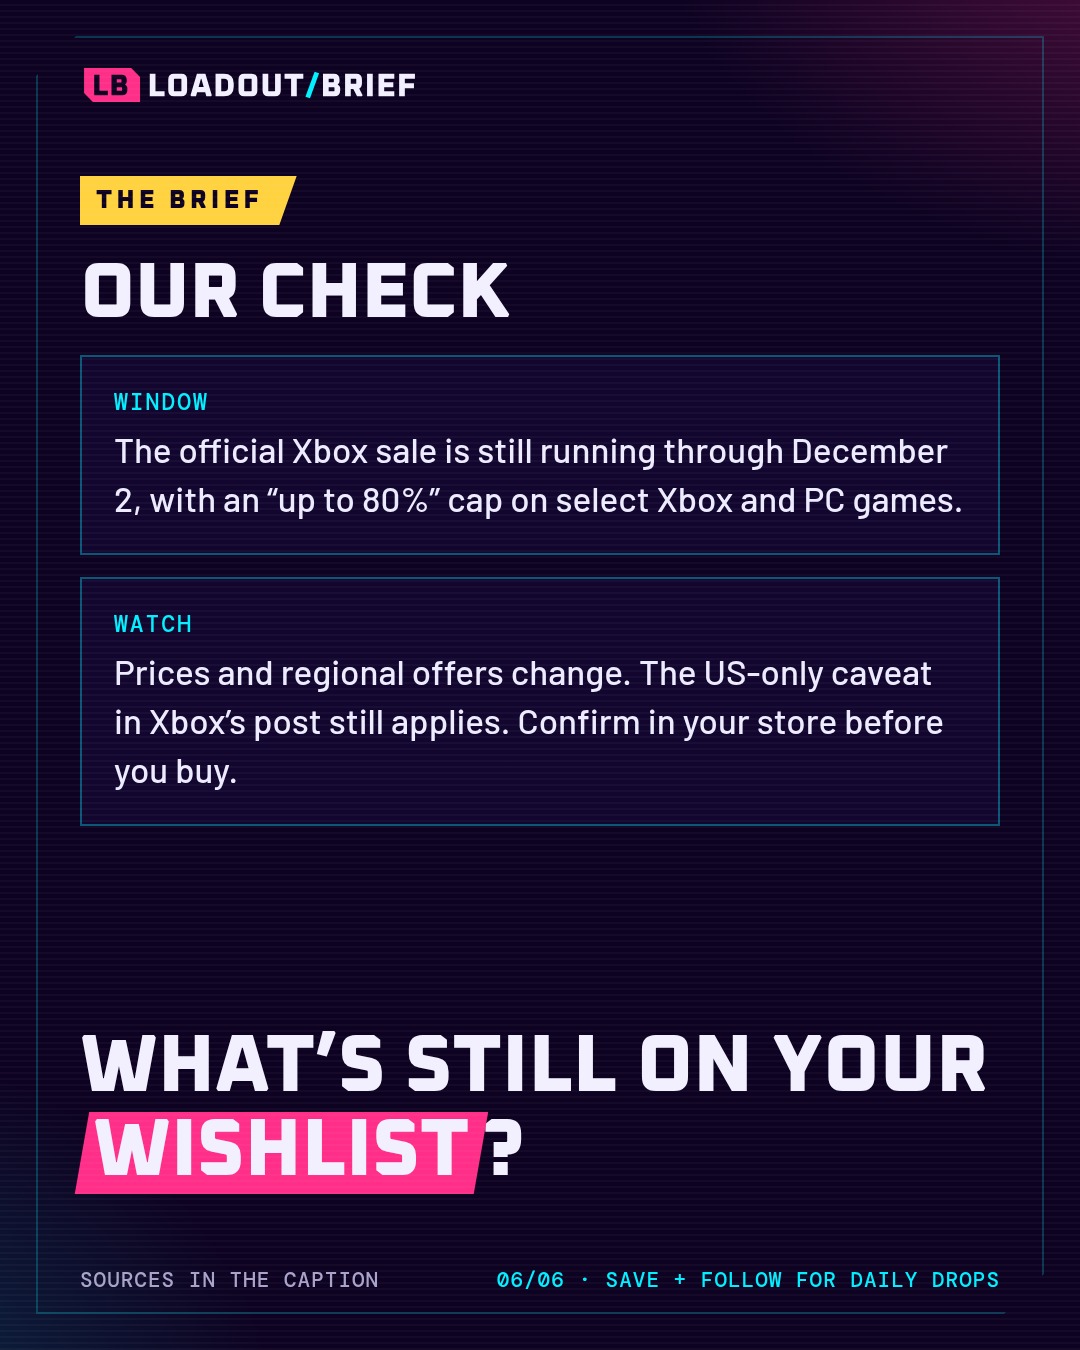 LB LOADOUT/BRIEF
THE BRIEF
OUR CHECK
WINDOW
The official Xbox sale is still running through December
2, with an “up to 80%” cap on select Xbox and PC games.
WATCH
Prices and regional offers change. The US-only caveat
in Xbox’s post still applies. Confirm in your store before
you buy.
WHAT’S STILL ON YOUR
WISHLIST?
SOURCES IN THE CAPTION
06/06 · SAVE + FOLLOW FOR DAILY DROPS